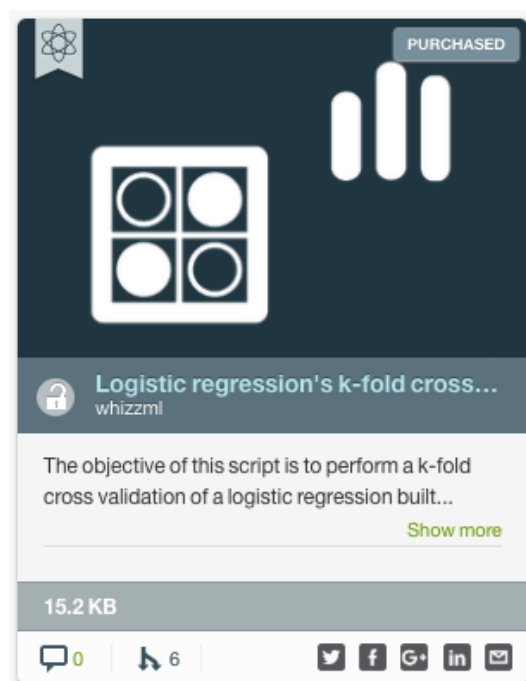 PURCHASED
Logistic regression's k-fold cross...
whizzml
The objective of this script is to perform a k-fold
cross validation of a logistic regression built...
Show more
15.2 KB
0
6